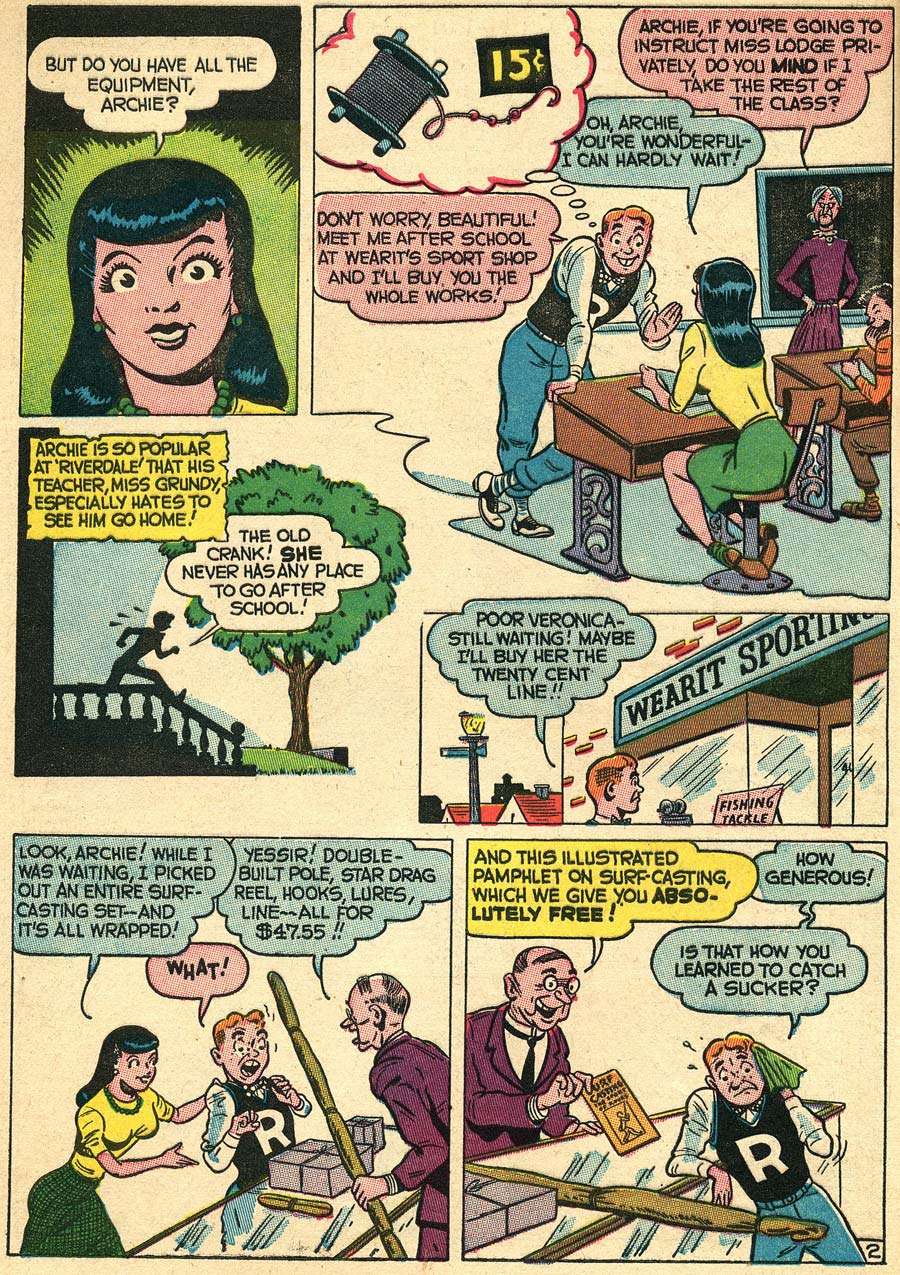 BUT DO YOU HAVE ALL THE
EQUIPMENT,
ARCHIE?
15¢
ARCHIE, IF YOU'RE GOING TO
INSTRUCT MISS LODGE PRI-
VATELY, DO YOU MIND IF I
TAKE THE REST OF
THE CLASS?
OH, ARCHIE,
YOU'RE WONDERFUL-
I CAN HARDLY WAIT!
DON'T WORRY, BEAUTIFUL!
MEET ME AFTER SCHOOL
AT WEARIT'S SPORT SHOP
AND I'LL BUY YOU THE
WHOLE WORKS!
R
ARCHIE IS SO POPULAR
AT 'RIVERDALE' THAT HIS
TEACHER, MISS GRUNDY,
ESPECIALLY HATES TO
SEE HIM GO HOME!
THE OLD
CRANK! SHE
NEVER HAS ANY PLACE
TO GO AFTER
SCHOOL!
POOR VERONICA-
STILL WAITING! MAYBE
I'LL BUY HER THE
TWENTY CENT
LINE!!
WEARIT SPORTING
FISHING
TACKLE
LOOK, ARCHIE! WHILE I
WAS WAITING, I PICKED
OUT AN ENTIRE SURF-
CASTING SET--AND
IT'S ALL WRAPPED!
YESSIR! DOUBLE-
BUILT POLE, STAR DRAG
REEL, HOOKS, LURES,
LINE--ALL FOR
$47.55!!
WHAT!
R
AND THIS ILLUSTRATED
PAMPHLET ON SURF-CASTING,
WHICH WE GIVE YOU ABSO-
LUTELY FREE!
HOW
GENEROUS!
IS THAT HOW YOU
LEARNED TO CATCH
A SUCKER?
SURF
CASTING
R
2